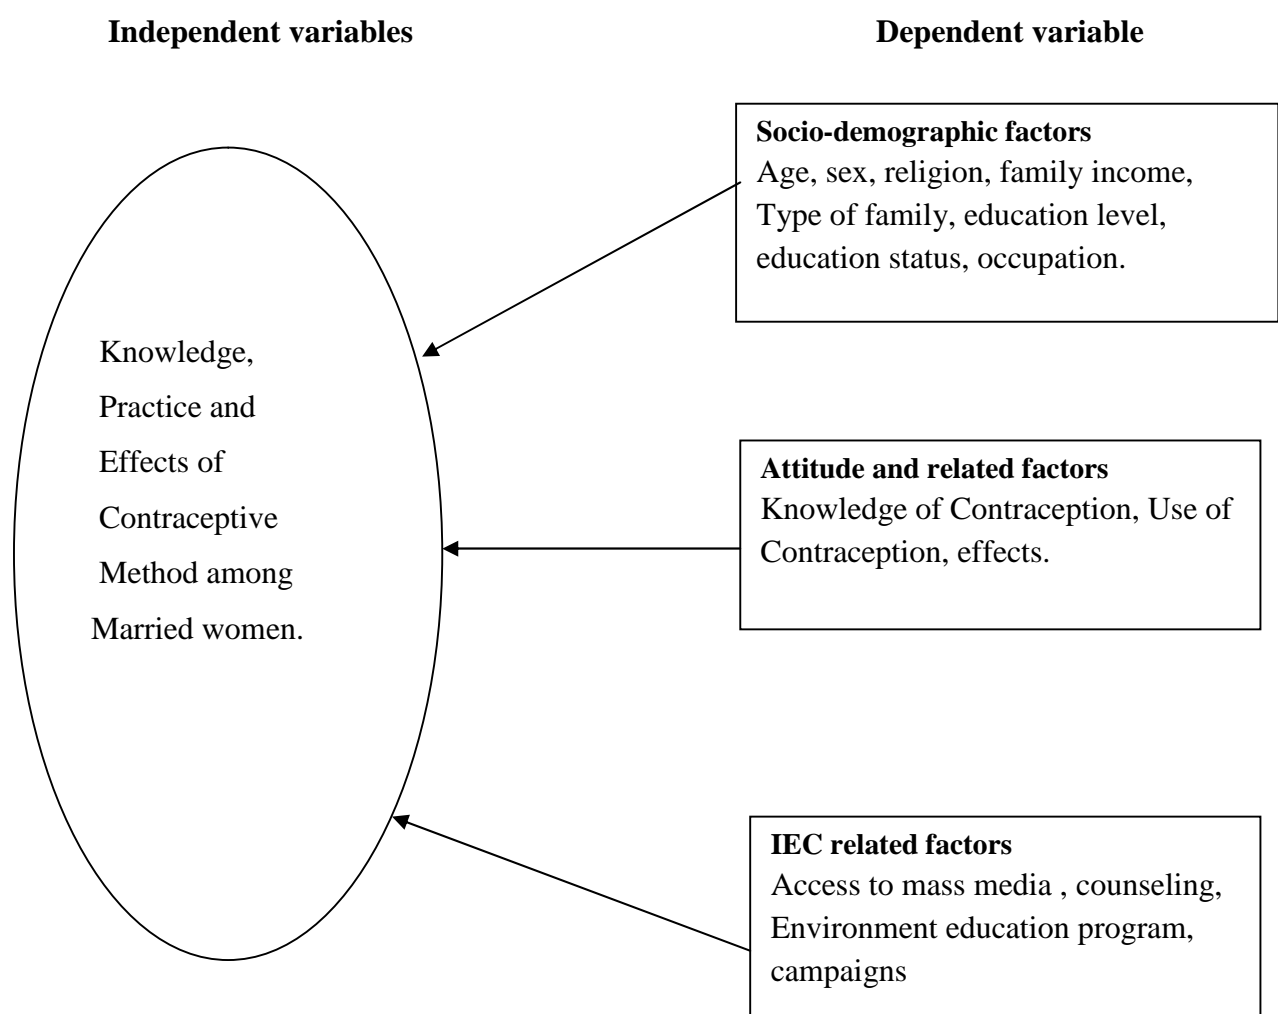 Independent variables
Dependent variable
Socio-demographic factors
Age, sex, religion, family income,
Type of family, education level,
education status, occupation.
Knowledge,
Practice and
Effects of
Contraceptive
Method among
Married women.
Attitude and related factors
Knowledge of Contraception, Use of
Contraception, effects.
IEC related factors
Access to mass media , counseling,
Environment education program,
campaigns